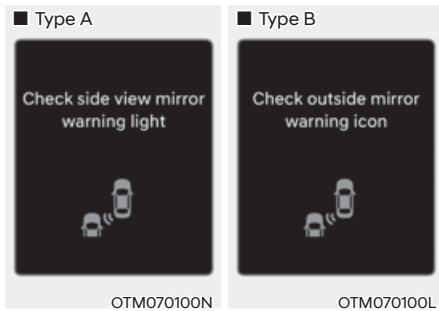 ■ Type A
Check side view mirror
warning light
OTM070100N
■ Type B
Check outside mirror
warning icon
OTM070100L